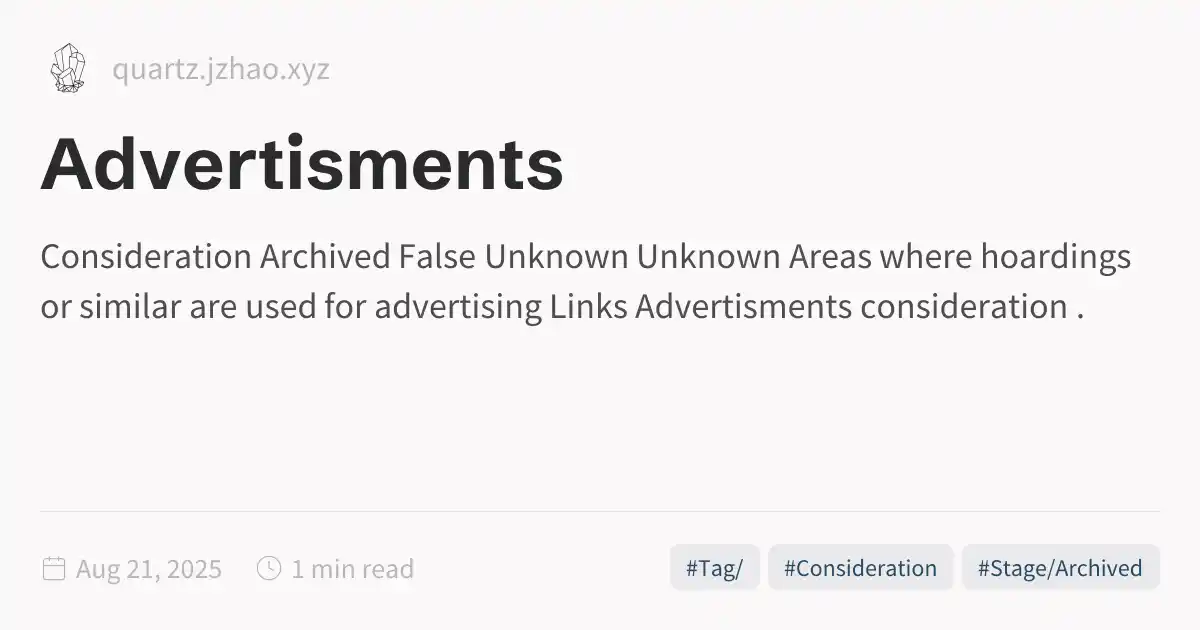 quartz.jzhao.xyz
Advertisments
Consideration Archived False Unknown Unknown Areas where hoardings
or similar are used for advertising Links Advertisments consideration .
Aug 21, 2025 1 min read #Tag/ #Consideration #Stage/Archived